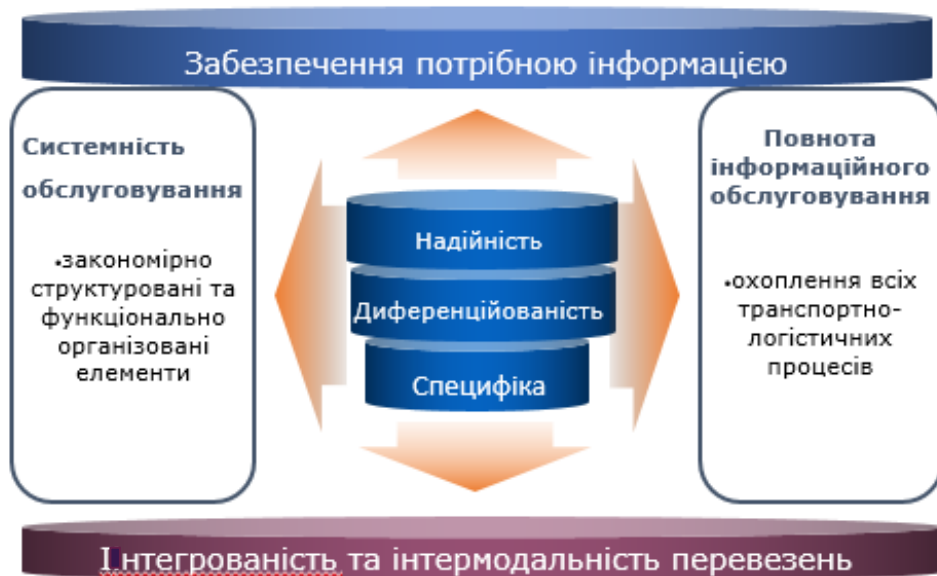 Забезпечення потрібною інформацією
Системність
обслуговування
•закономірно
структуровані та
функціонально
організовані
елементи
Надійність
Диференційованість
Специфіка
Повнота
інформаційного
обслуговування
•охоплення всіх
транспортно-
логістичних
процесів
Інтегрованість та інтермодальність перевезень